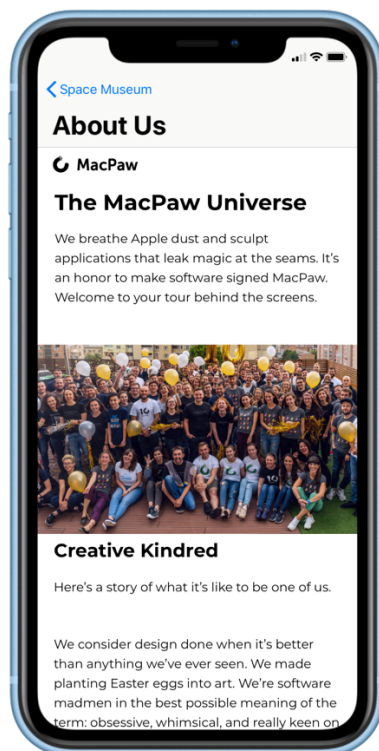 Space Museum
About Us
MacPaw
The MacPaw Universe
We breathe Apple dust and sculpt
applications that leak magic at the seams. It's
an honor to make software signed MacPaw.
Welcome to your tour behind the screens.
Creative Kindred
Here's a story of what it's like to be one of us.
We consider design done when it's better
than anything we've ever seen. We made
planting Easter eggs into art. We're software
madmen in the best possible meaning of the
term: obsessive, whimsical, and really keen on